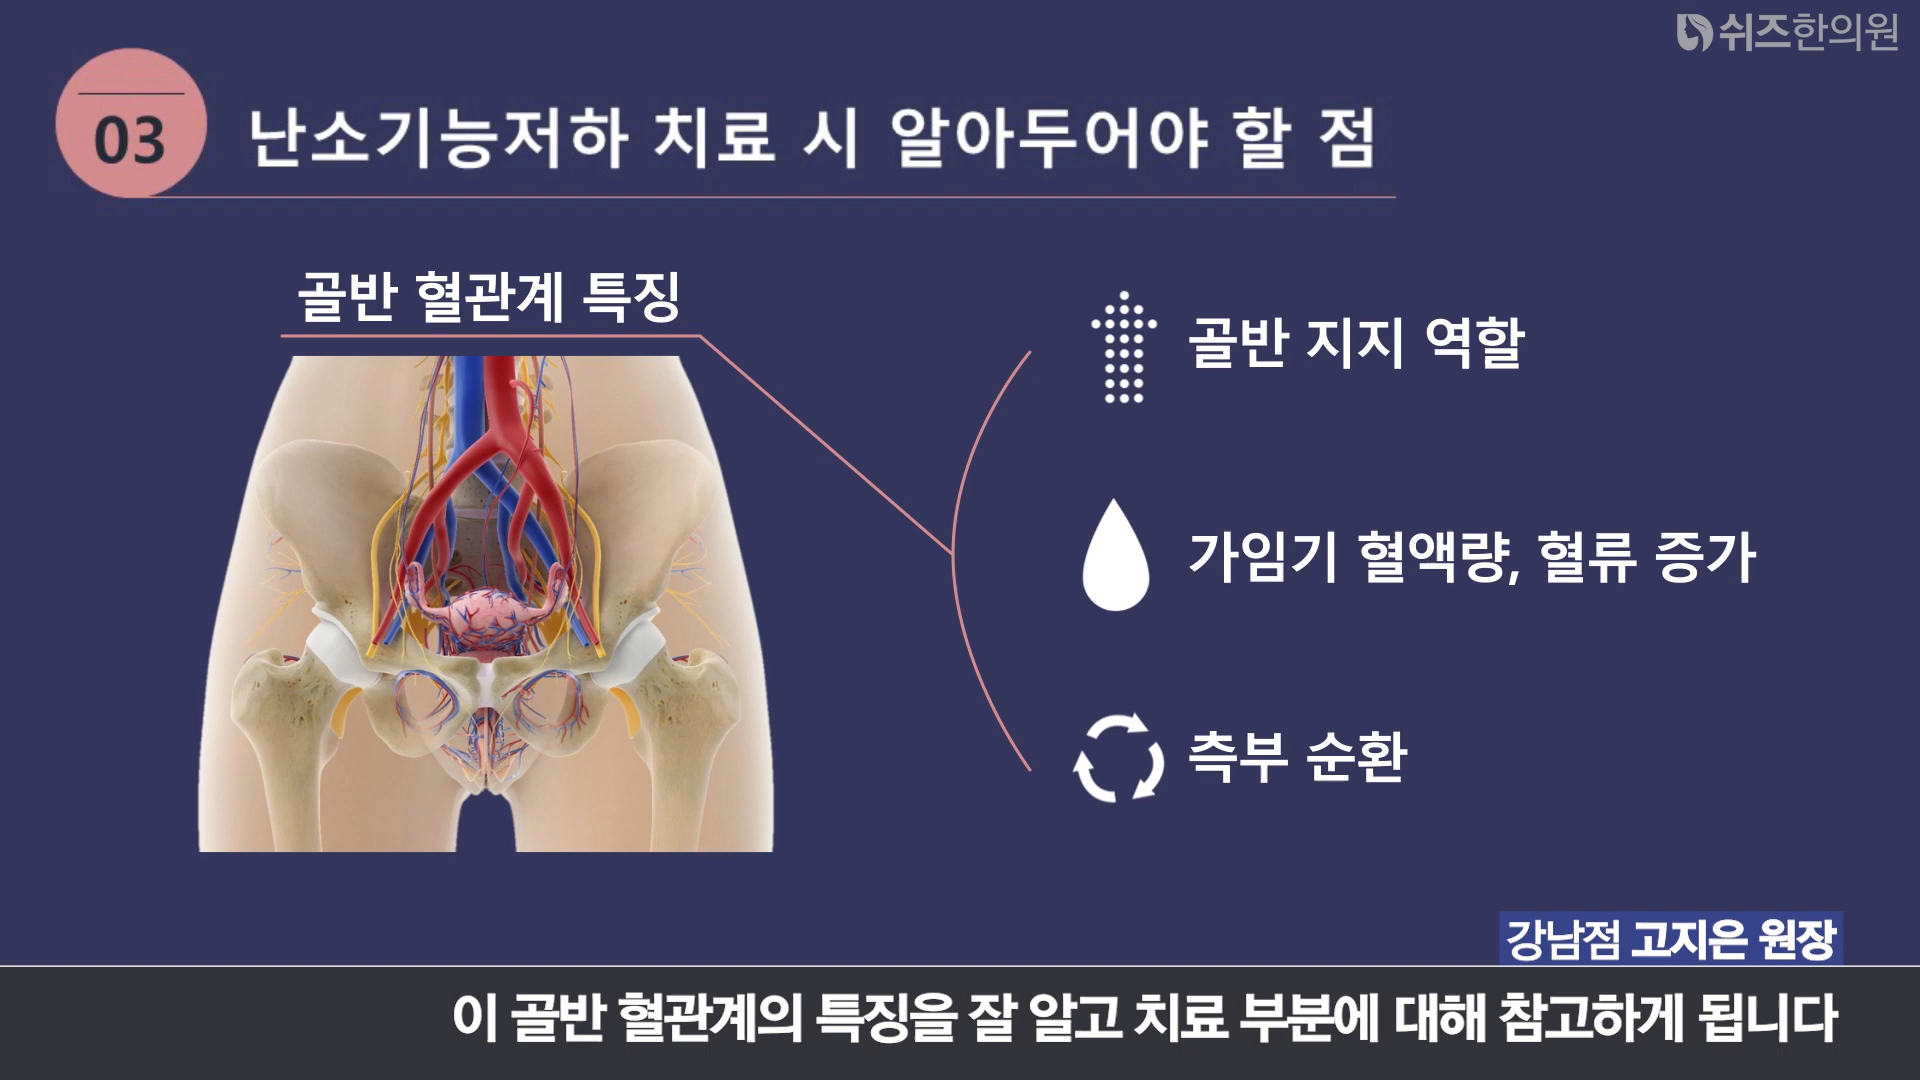 쉬즈한의원
03
난소기능저하 치료 시 알아두어야 할 점
골반 혈관계 특징
골반 지지 역할
가임기 혈액량, 혈류 증가
측부 순환
강남점 고지은 원장
이 골반 혈관계의 특징을 잘 알고 치료 부분에 대해 참고하게 됩니다